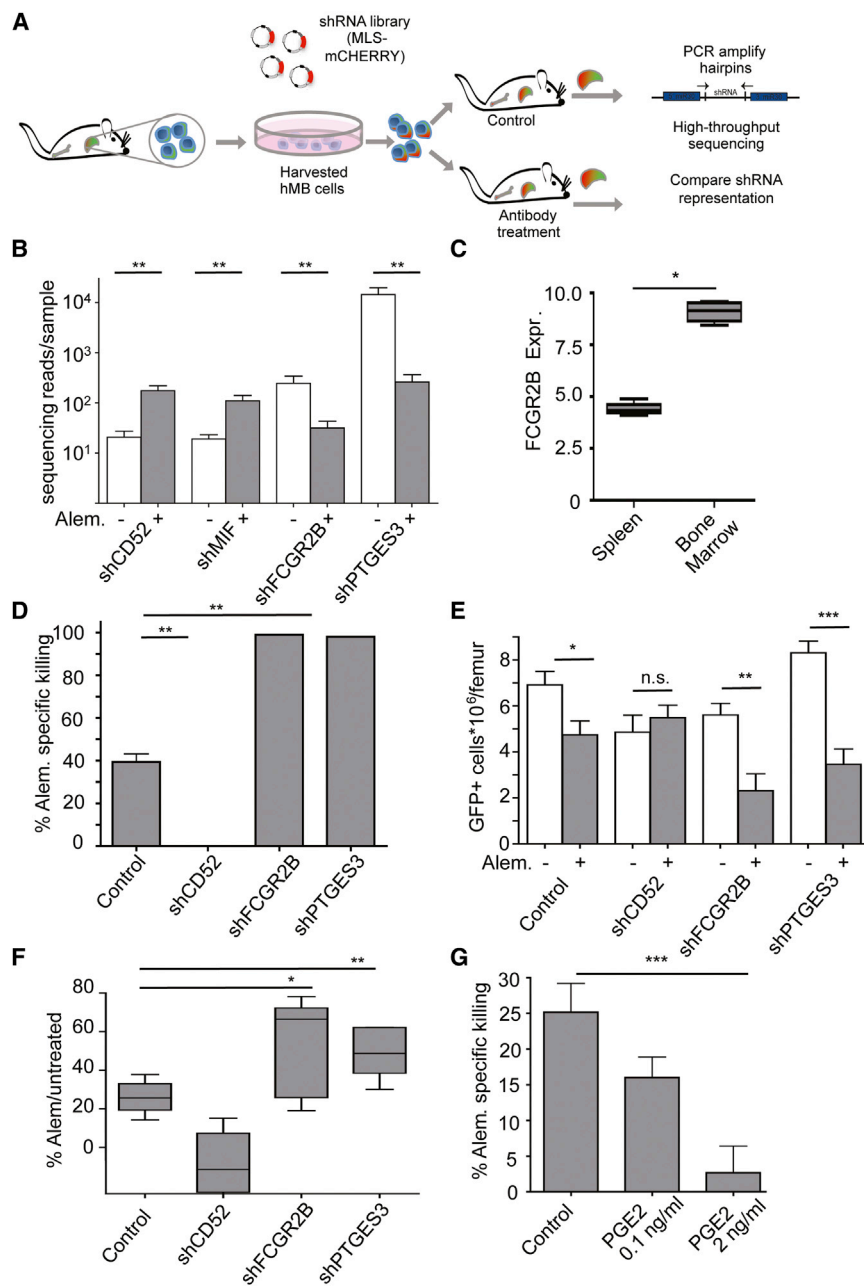 A
shRNA library
(MLS-
mCHERRY)
Harvested
hMB cells
Control
Antibody
treatment
PCR amplify
hairpins
shRNA
High-throughput
sequencing
Compare shRNA
representation
B
sequencing reads/sample
10^4
10^3
10^2
10^1
** ** ** **
Alem. - + - + - + - +
shCD52
shMIF
shFCGR2B
shPTGES3
C
FCGR2B Expr.
10.0
7.5
5.0
2.5
0
*
Spleen
Bone
Marrow
D
% Alem. specific killing
100
80
60
40
20
0
**
**
Control
shCD52
shFCGR2B
shPTGES3
E
GFP+ cells*10^6/femur
8
6
4
2
0
*
n.s.
**
***
Alem. - + - + - + - +
Control
shCD52
shFCGR2B
shPTGES3
F
% Alem/untreated
80
60
40
20
0
**
*
Control
shCD52
shFCGR2B
shPTGES3
G
% Alem. specific killing
30
25
20
15
10
5
0
***
Control
PGE2
0.1 ng/ml
PGE2
2 ng/ml